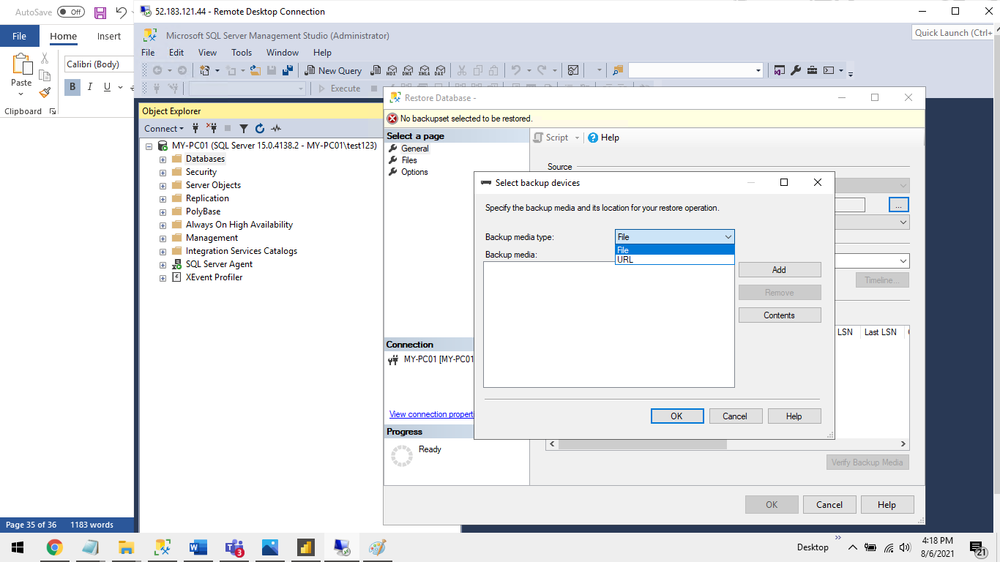 AutoSave Off
File Home Insert
Paste
Calibri (Body)
B I U
Clipboard
Page 35 of 36 1183 words
52.183.121.44 - Remote Desktop Connection
Microsoft SQL Server Management Studio (Administrator)
Quick Launch (Ctrl+
File Edit View Tools Window Help
New Query MDX DMX XMLA DAX
Execute
Object Explorer
Connect
MY-PC01 (SQL Server 15.0.4138.2 - MY-PC01\test123)
Databases
Security
Server Objects
Replication
PolyBase
Always On High Availability
Management
Integration Services Catalogs
SQL Server Agent
XEvent Profiler
Restore Database -
No backupset selected to be restored.
Select a page
General
Files
Options
Script Help
Source
...
Timeline...
LSN Last LSN
Connection
MY-PC01 [MY-PC01
View connection propert
Progress
Ready
Verify Backup Media
OK Cancel Help
Select backup devices
Specify the backup media and its location for your restore operation.
Backup media type: File
File
URL
Backup media:
Add
Remove
Contents
OK Cancel Help
3
Desktop
4:18 PM
8/6/2021
21